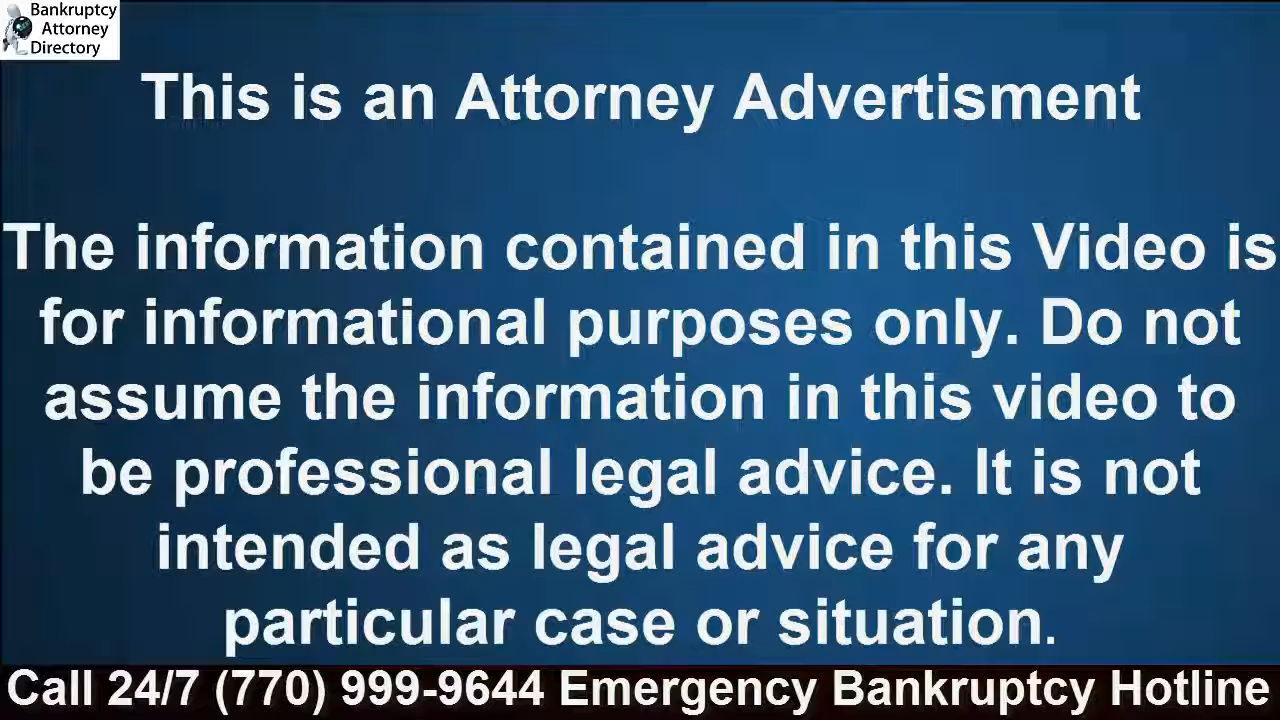 Bankruptcy
Attorney
Directory
This is an Attorney Advertisment
The information contained in this Video is
for informational purposes only. Do not
assume the information in this video to
be professional legal advice. It is not
intended as legal advice for any
particular case or situation.
Call 24/7 (770) 999-9644 Emergency Bankruptcy Hotline